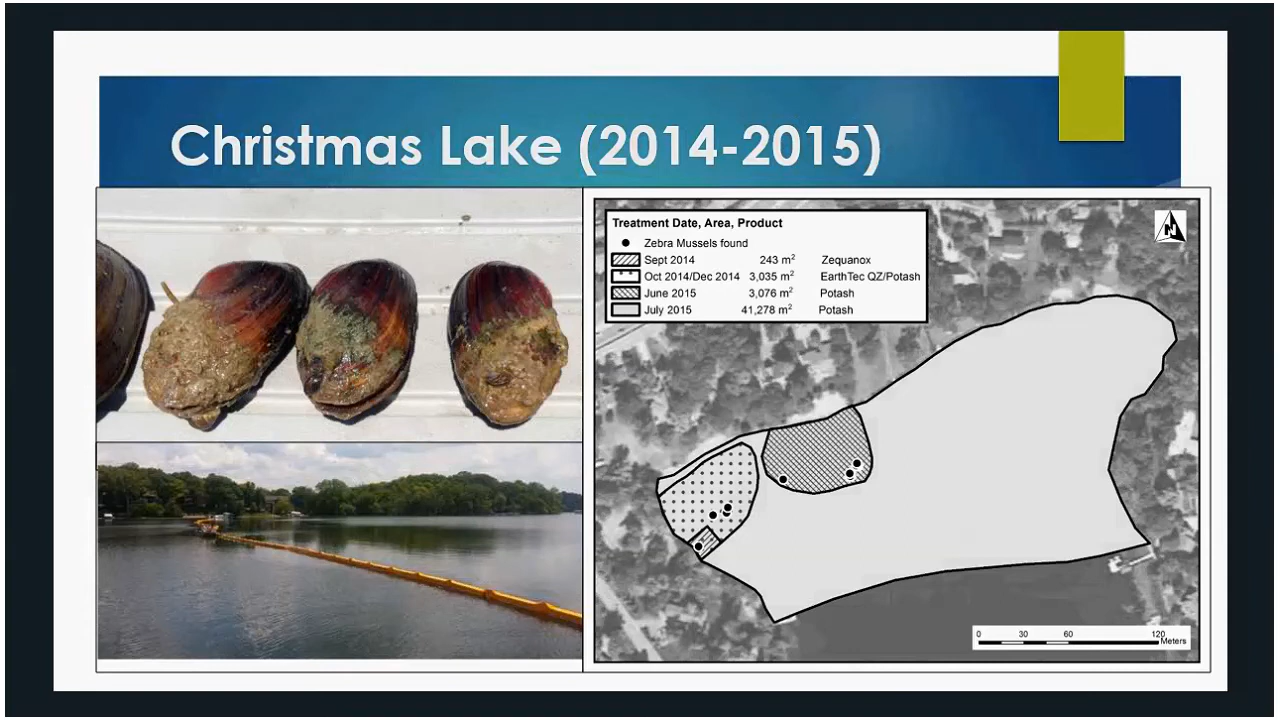 Christmas Lake (2014-2015)
Treatment Date, Area, Product
Zebra Mussels found
Sept 2014 243 m² Zequanox
Oct 2014/Dec 2014 3,035 m² EarthTec QZ/Potash
June 2015 3,076 m² Potash
July 2015 41,278 m² Potash
N
0 30 60 120
Meters